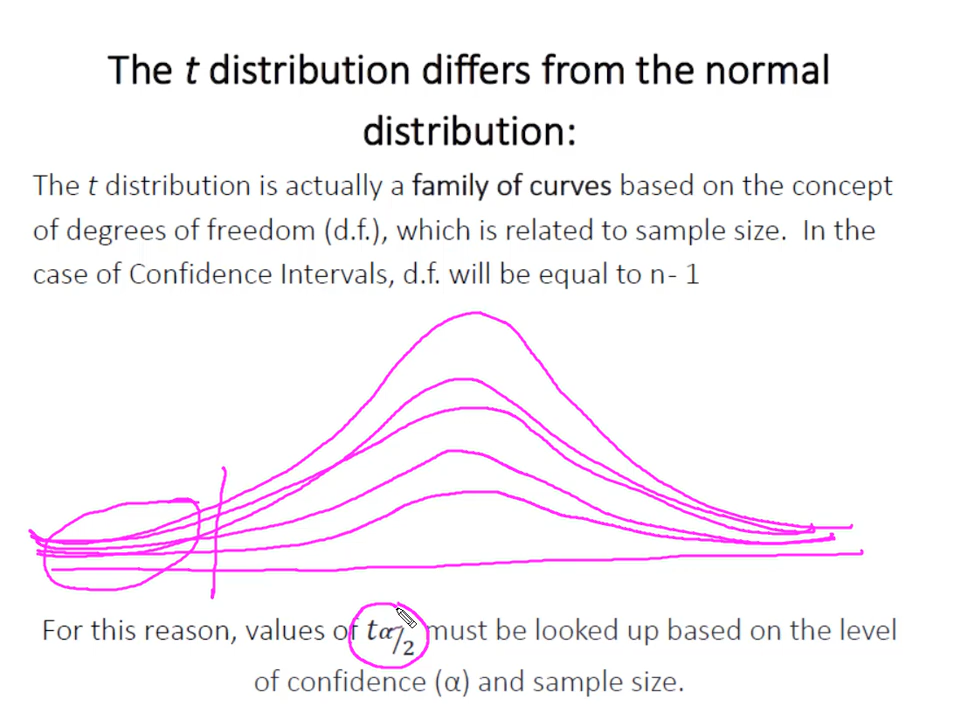 The t distribution differs from the normal
distribution:
The t distribution is actually a family of curves based on the concept
of degrees of freedom (d.f.), which is related to sample size. In the
case of Confidence Intervals, d.f. will be equal to n- 1
For this reason, values of tα/2 must be looked up based on the level
of confidence (α) and sample size.